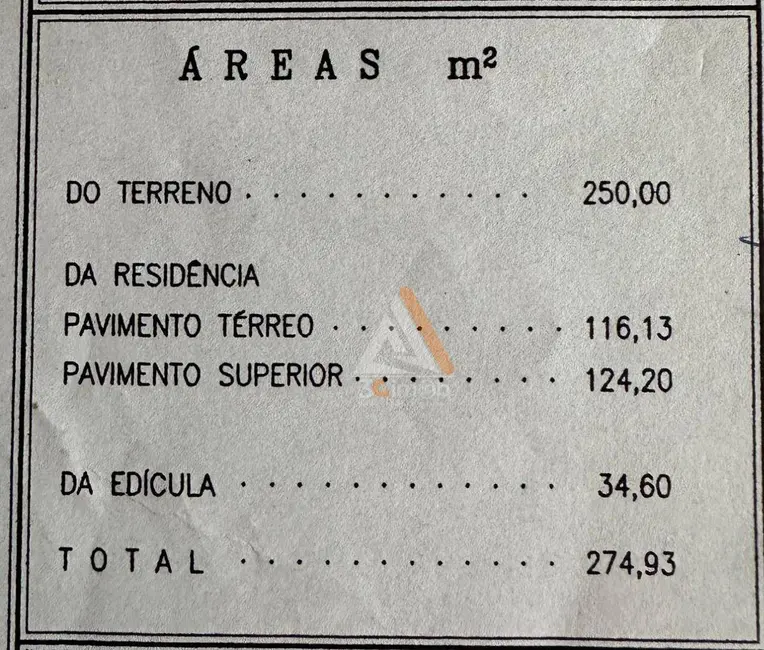 ÁREAS m²
DO TERRENO . . . . . . . . . . . 250,00
DA RESIDÊNCIA
PAVIMENTO TÉRREO . . . . . . . . . 116,13
PAVIMENTO SUPERIOR . . . . . . . . . 124,20
DA EDÍCULA . . . . . . . . . . . . 34,60
TOTAL . . . . . . . . . . . . 274,93